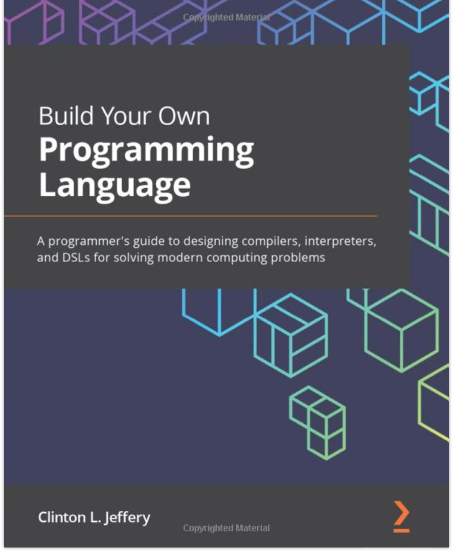 Copyrighted Material
Build Your Own
Programming
Language
A programmer's guide to designing compilers, interpreters,
and DSLs for solving modern computing problems
Clinton L. Jeffery
Copyrighted Material